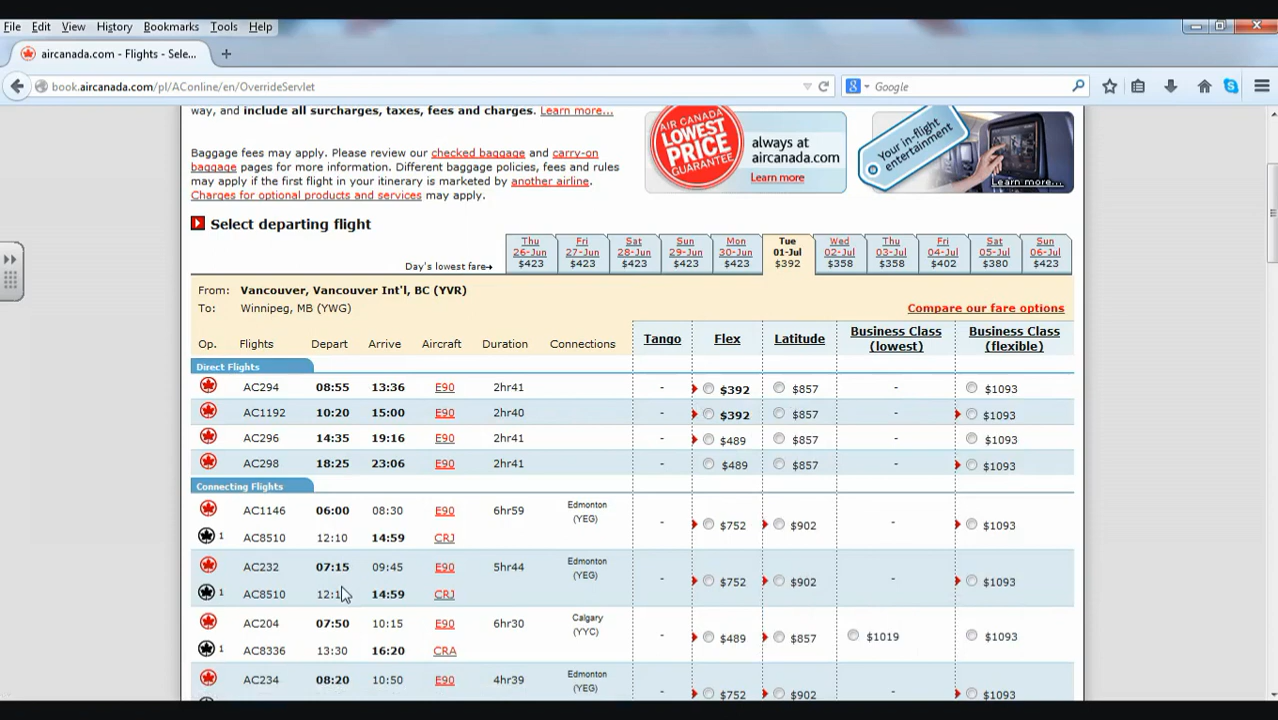 File Edit View History Bookmarks Tools Help
aircanada.com - Flights - Sele...
book.aircanada.com/pl/AConline/en/OverrideServlet
Google
way, and include all surcharges, taxes, fees and charges. Learn more...
Baggage fees may apply. Please review our checked baggage and carry-on
baggage pages for more information. Different baggage policies, fees and rules
may apply if the first flight in your itinerary is marketed by another airline.
Charges for optional products and services may apply.
AIR CANADA
LOWEST
PRICE
GUARANTEE
always at
aircanada.com
Learn more
Your in-flight
entertainment
Learn more...
Select departing flight
Day's lowest fare
Thu 26-Jun $423
Fri 27-Jun $423
Sat 28-Jun $423
Sun 29-Jun $423
Mon 30-Jun $423
Tue 01-Jul $392
Wed 02-Jul $358
Thu 03-Jul $358
Fri 04-Jul $402
Sat 05-Jul $380
Sun 06-Jul $423
From: Vancouver, Vancouver Int'l, BC (YVR)
To: Winnipeg, MB (YWG)
Compare our fare options
Op. Flights Depart Arrive Aircraft Duration Connections Tango Flex Latitude Business Class (lowest) Business Class (flexible)
Direct Flights
AC294 08:55 13:36 E90 2hr41 - $392 $857 - $1093
AC1192 10:20 15:00 E90 2hr40 - $392 $857 - $1093
AC296 14:35 19:16 E90 2hr41 - $489 $857 - $1093
AC298 18:25 23:06 E90 2hr41 - $489 $857 - $1093
Connecting Flights
AC1146 06:00 08:30 E90 6hr59 Edmonton (YEG) - $752 $902 - $1093
1 AC8510 12:10 14:59 CRJ
AC232 07:15 09:45 E90 5hr44 Edmonton (YEG) - $752 $902 - $1093
1 AC8510 14:59 CRJ
AC204 07:50 10:15 E90 6hr30 Calgary (YYC) - $489 $857 $1019 $1093
1 AC8336 13:30 16:20 CRA
AC234 08:20 10:50 E90 4hr39 Edmonton (YEG) - $752 $902 - $1093